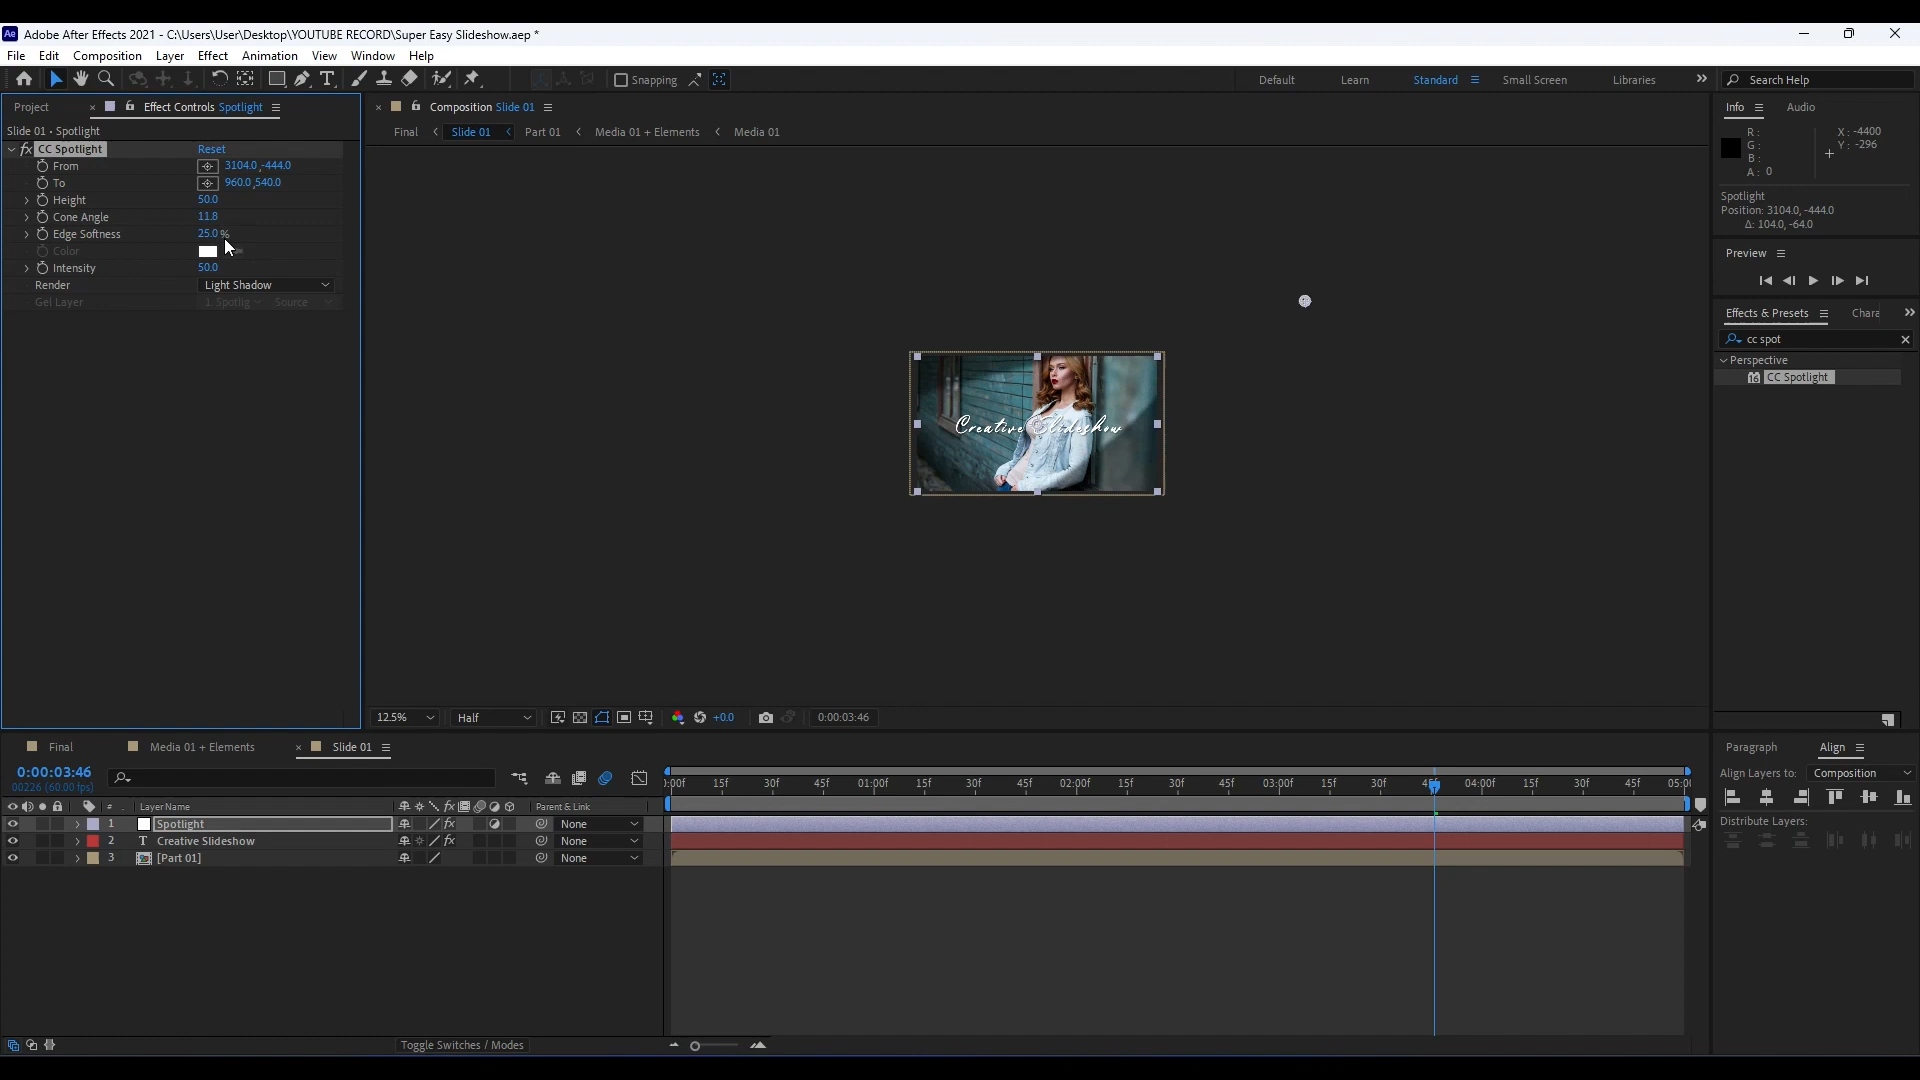 Ae Adobe After Effects 2021 - C:\Users\User\Desktop\YOUTUBE RECORD\Super Easy Slideshow.aep *
File Edit Composition Layer Effect Animation View Window Help
Snapping Default Learn Standard Small Screen Libraries Search Help
Project Effect Controls Spotlight
Slide 01 • Spotlight
fx CC Spotlight Reset
From 3104.0 ,-444.0
To 960.0 ,540.0
Height 50.0
Cone Angle 11.8
Edge Softness 25.0 %
Color
Intensity 50.0
Render Light Shadow
Gel Layer 1. Spotlig Source
Composition Slide 01
Final Slide 01 Part 01 Media 01 + Elements Media 01
Creative Slideshow
12.5% Half +0.0 0:00:03:46
Info Audio
R :
G :
B :
A : 0
X : -4400
Y : -296
Spotlight
Position: 3104.0, -444.0
Δ: 104.0, -64.0
Preview
Effects & Presets Chara
cc spot
Perspective
CC Spotlight
Final Media 01 + Elements Slide 01
0:00:03:46
00226 (60.00 fps)
):00f 15f 30f 45f 01:00f 15f 30f 45f 02:00f 15f 30f 45f 03:00f 15f 30f 45f 04:00f 15f 30f 45f 05:00
# Layer Name Parent & Link
1 Spotlight None
2 T Creative Slideshow None
3 [Part 01] None
Toggle Switches / Modes
Paragraph Align
Align Layers to: Composition
Distribute Layers: